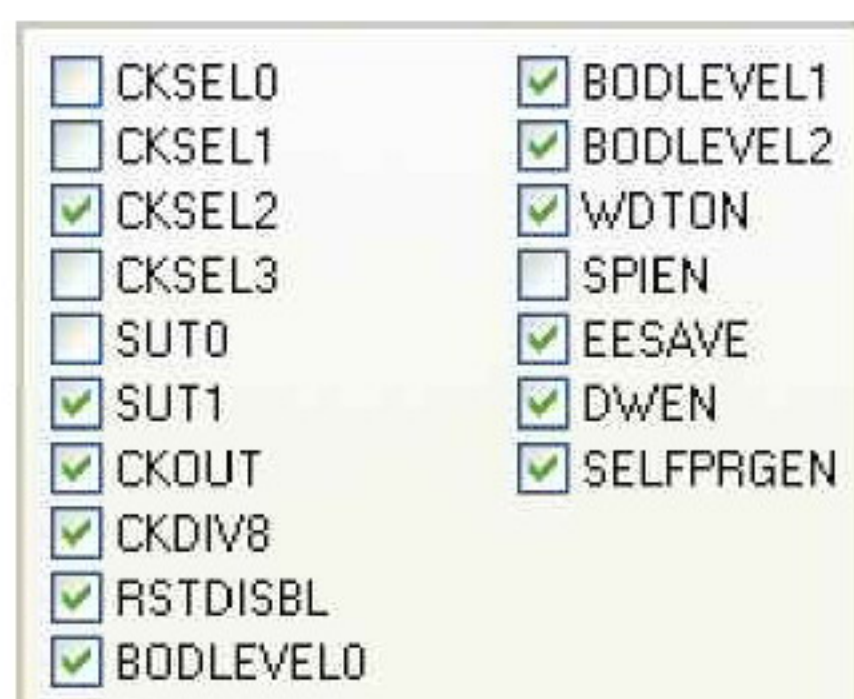 CKSEL0
CKSEL1
CKSEL2
CKSEL3
SUT0
SUT1
CKOUT
CKDIV8
RSTDISBL
BODLEVEL0
BODLEVEL1
BODLEVEL2
WDTON
SPIEN
EESAVE
DWEN
SELFPRGEN